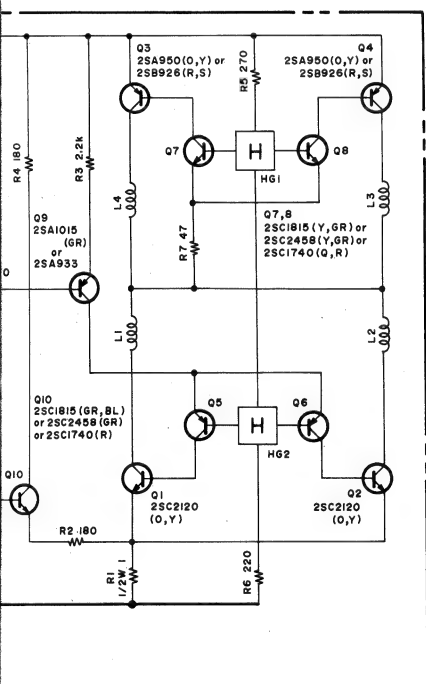 Q3
2SA950(O,Y) or
2SB926(R,S)
Q4
2SA950(O,Y) or
2SB926(R,S)
R5 270
Q7
H
Q8
HG1
R4 180
R3 2.2k
L4
L3
Q9
2SA1015
(GR)
or
2SA933
R7 47
Q7,8
2SC1815(Y,GR) or
2SC2458(Y,GR) or
2SC1740(Q,R)
L1
L2
Q10
2SC1815(GR,BL)
or 2SC2458(GR)
or 2SC1740(R)
Q5
H
Q6
HG2
Q10
Q1
2SC2120
(O,Y)
Q2
2SC2120
(O,Y)
R2 180
R1
1/2W 1
R6 220